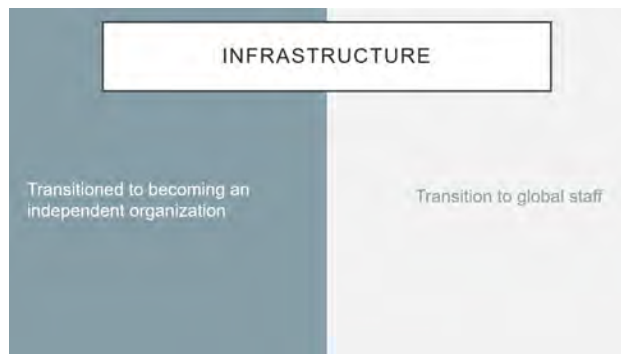 INFRASTRUCTURE
Transitioned to becoming an
independent organization
Transition to global staff